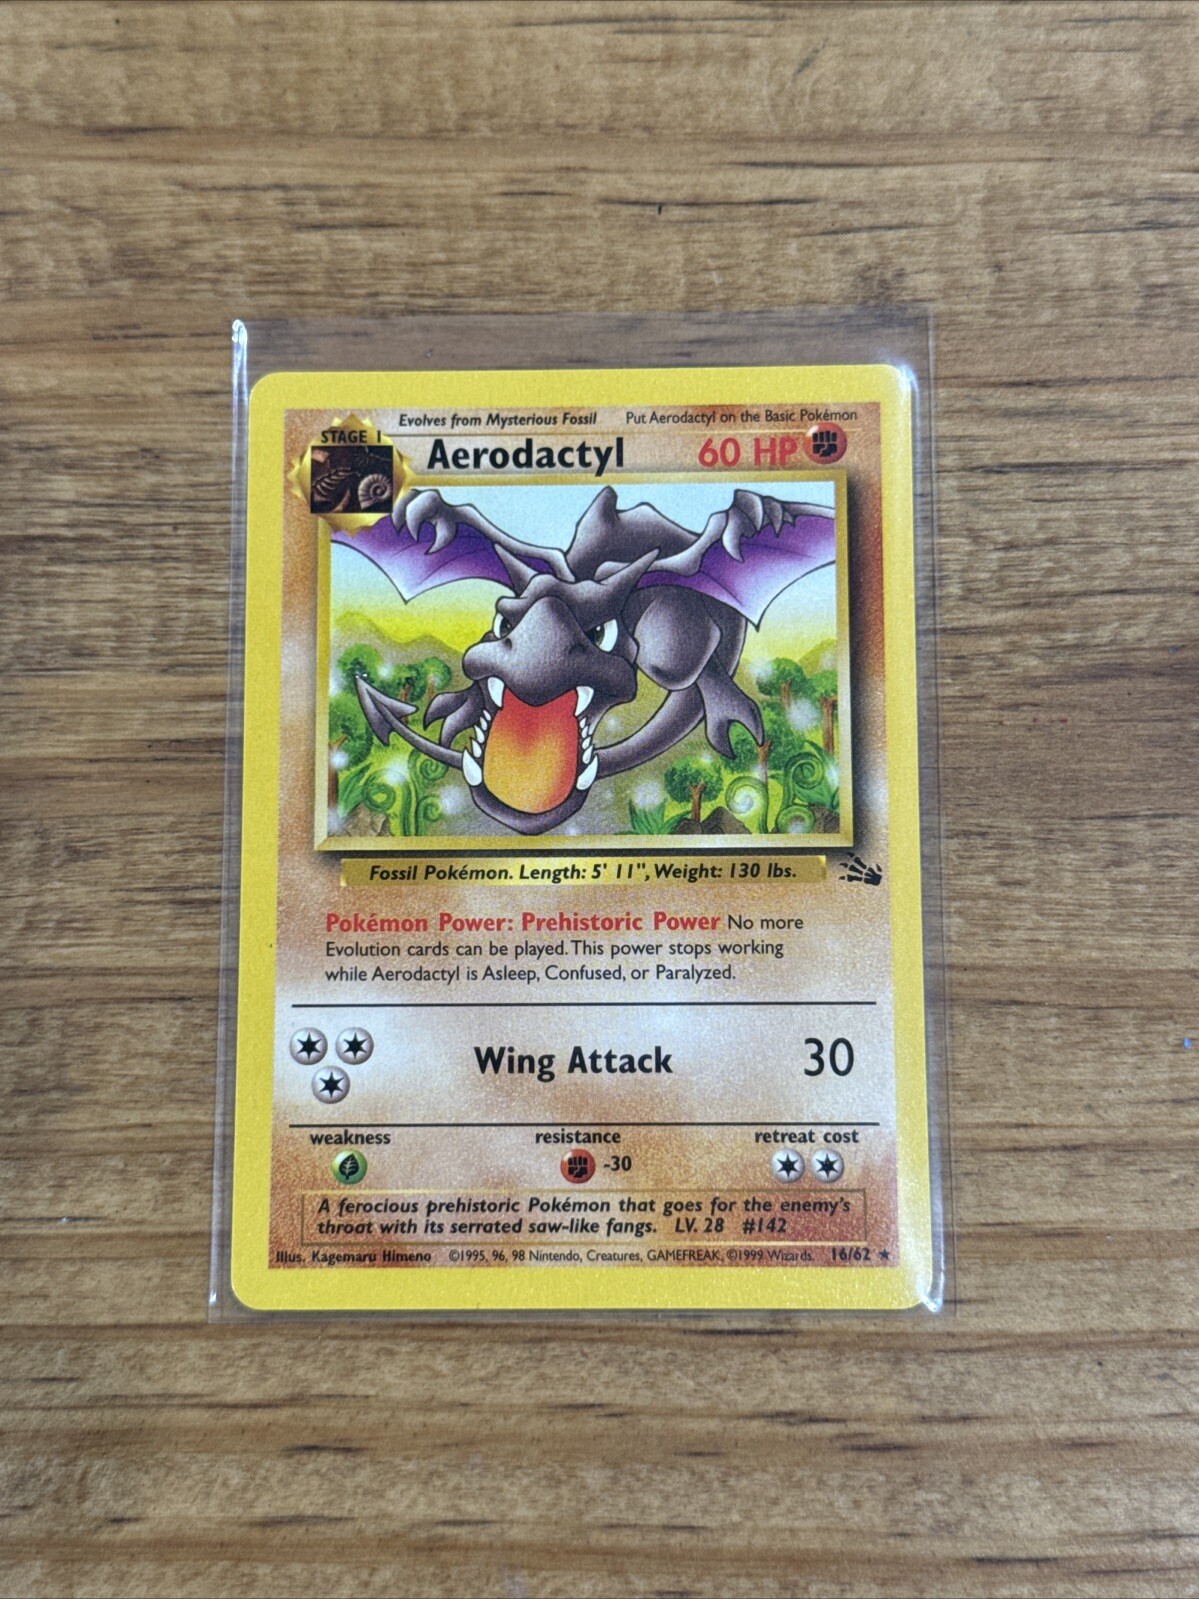 Evolves from Mysterious Fossil Put Aerodactyl on the Basic Pokémon
STAGE 1
Aerodactyl 60 HP
Fossil Pokémon. Length: 5' 11", Weight: 130 lbs.
Pokémon Power: Prehistoric Power No more
Evolution cards can be played. This power stops working
while Aerodactyl is Asleep, Confused, or Paralyzed.
Wing Attack 30
weakness resistance retreat cost
-30
A ferocious prehistoric Pokémon that goes for the enemy's
throat with its serrated saw-like fangs. LV. 28 #142
Illus. Kagemaru Himeno ©1995, 96, 98 Nintendo, Creatures, GAMEFREAK, ©1999 Wizards. 16/62 ★